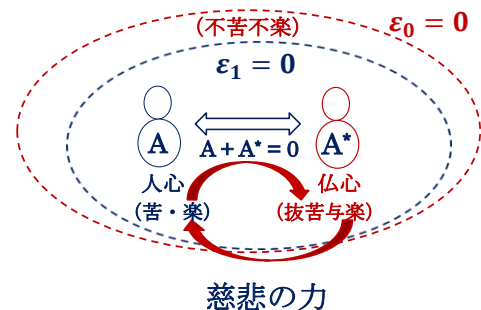 (不苦不楽)
ε₀ = 0
ε₁ = 0
A
A*
A + A* = 0
人心
仏心
(苦・楽)
(抜苦与楽)
慈悲の力